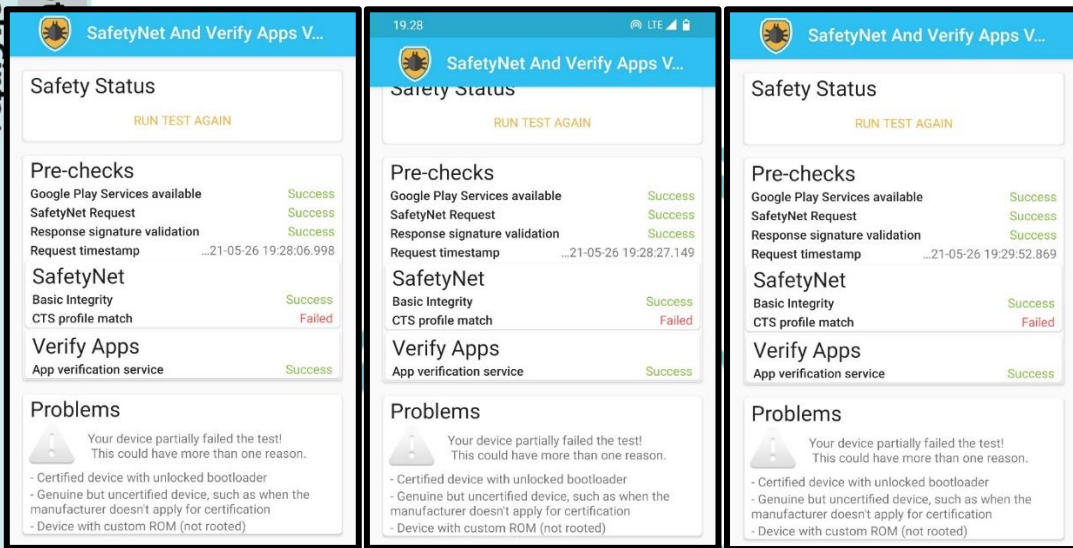 SafetyNet And Verify Apps V...
Safety Status
RUN TEST AGAIN
Pre-checks
Google Play Services available Success
SafetyNet Request Success
Response signature validation Success
Request timestamp ...21-05-26 19:28:06.998
SafetyNet
Basic Integrity Success
CTS profile match Failed
Verify Apps
App verification service Success
Problems
Your device partially failed the test!
This could have more than one reason.
- Certified device with unlocked bootloader
- Genuine but uncertified device, such as when the
manufacturer doesn't apply for certification
- Device with custom ROM (not rooted)
19.28 LTE
SafetyNet And Verify Apps V...
Safety Status
RUN TEST AGAIN
Pre-checks
Google Play Services available Success
SafetyNet Request Success
Response signature validation Success
Request timestamp ...21-05-26 19:28:27.149
SafetyNet
Basic Integrity Success
CTS profile match Failed
Verify Apps
App verification service Success
Problems
Your device partially failed the test!
This could have more than one reason.
- Certified device with unlocked bootloader
- Genuine but uncertified device, such as when the
manufacturer doesn't apply for certification
- Device with custom ROM (not rooted)
SafetyNet And Verify Apps V...
Safety Status
RUN TEST AGAIN
Pre-checks
Google Play Services available Success
SafetyNet Request Success
Response signature validation Success
Request timestamp ...21-05-26 19:29:52.869
SafetyNet
Basic Integrity Success
CTS profile match Failed
Verify Apps
App verification service Success
Problems
Your device partially failed the test!
This could have more than one reason.
- Certified device with unlocked bootloader
- Genuine but uncertified device, such as when the
manufacturer doesn't apply for certification
- Device with custom ROM (not rooted)